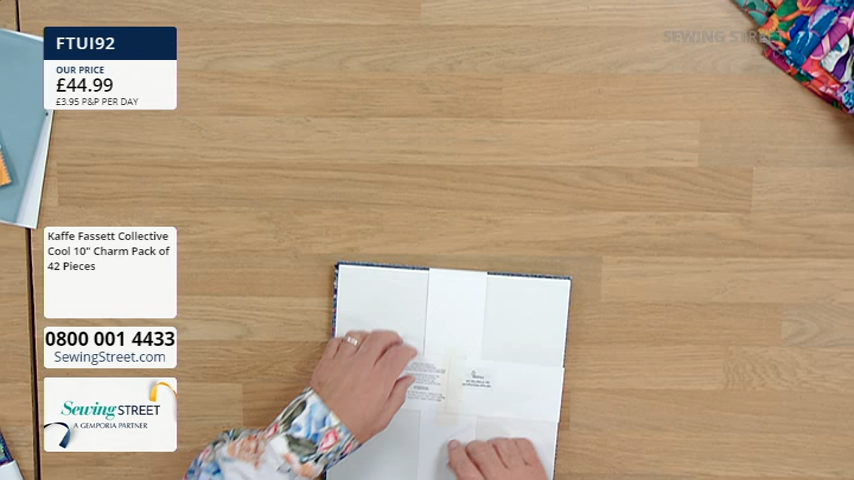 FTUI92
OUR PRICE
£44.99
£3.95 P&P PER DAY
SEWING STREET
Kaffe Fassett Collective
Cool 10" Charm Pack of
42 Pieces
0800 001 4433
SewingStreet.com
Sewing STREET
A GEMPORIA PARTNER